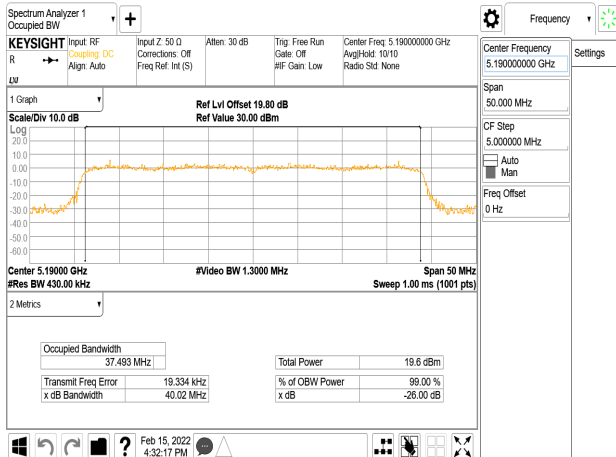 Spectrum Analyzer 1
Occupied BW
KEYSIGHT Input: RF Input Z: 50 Ω Atten: 30 dB Trig: Free Run Center Freq: 5.190000000 GHz
R Coupling: DC Corrections: Off Gate: Off Avg|Hold: 10/10
Align: Auto Freq Ref: Int (S) #IF Gain: Low Radio Std: None
LXI
1 Graph
Ref Lvl Offset 19.80 dB
Scale/Div 10.0 dB Ref Value 30.00 dBm
Log
20.0
10.0
0.00
-10.0
-20.0
-30.0
-40.0
-50.0
-60.0
Center 5.19000 GHz #Video BW 1.3000 MHz Span 50 MHz
#Res BW 430.00 kHz Sweep 1.00 ms (1001 pts)
2 Metrics
Occupied Bandwidth
37.493 MHz Total Power 19.6 dBm
Transmit Freq Error 19.334 kHz % of OBW Power 99.00 %
x dB Bandwidth 40.02 MHz x dB -26.00 dB
?
Feb 15, 2022
4:32:17 PM
Frequency
Settings
Center Frequency
5.190000000 GHz
Span
50.000 MHz
CF Step
5.000000 MHz
Auto
Man
Freq Offset
0 Hz